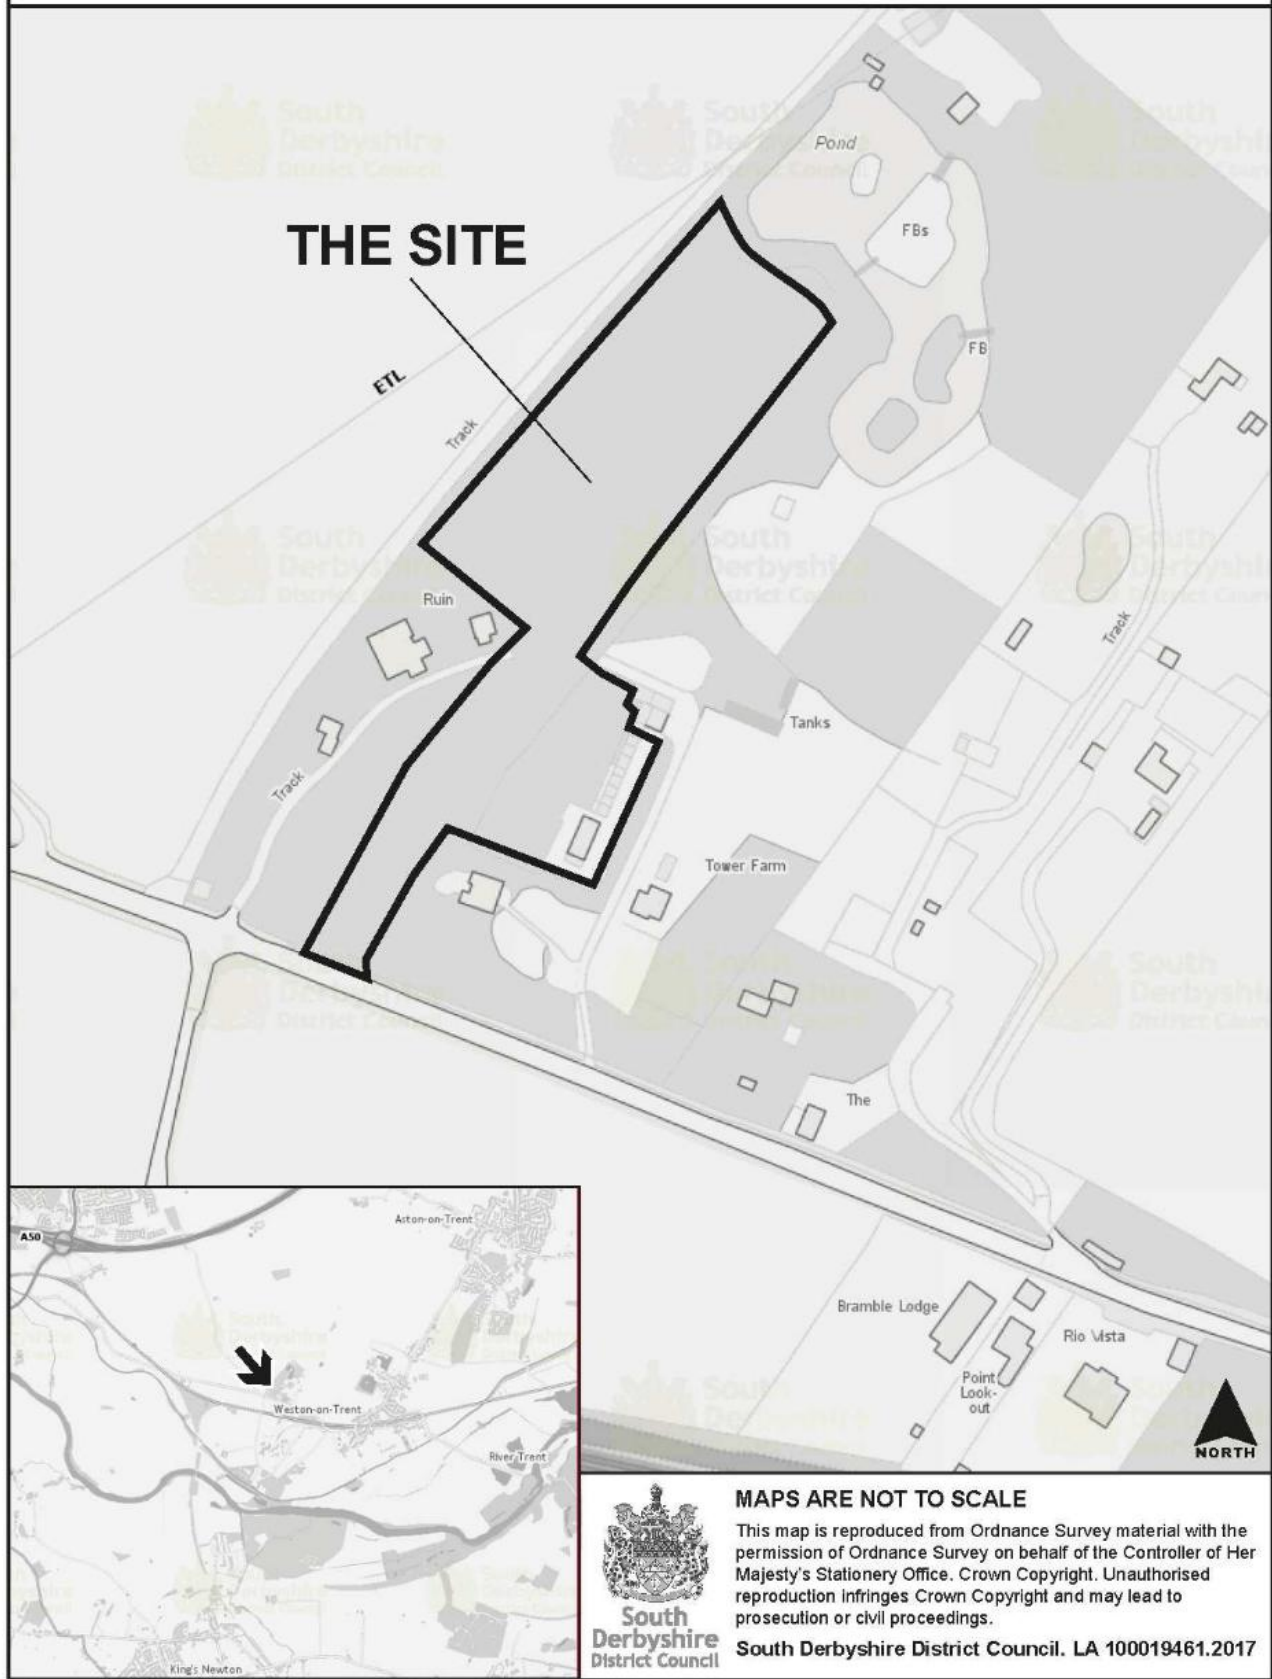 Pond
THE SITE
FBs
FB
ETL
Track
Ruin
Track
Track
Tanks
Tower Farm
The
Bramble Lodge
Rio Vista
Point
Look-
out
NORTH
A50
Aston-on-Trent
Weston-on-Trent
River Trent
King's Newton
South
Derbyshire
District Council
MAPS ARE NOT TO SCALE
This map is reproduced from Ordnance Survey material with the
permission of Ordnance Survey on behalf of the Controller of Her
Majesty's Stationery Office. Crown Copyright. Unauthorised
reproduction infringes Crown Copyright and may lead to
prosecution or civil proceedings.
South Derbyshire District Council. LA 100019461.2017